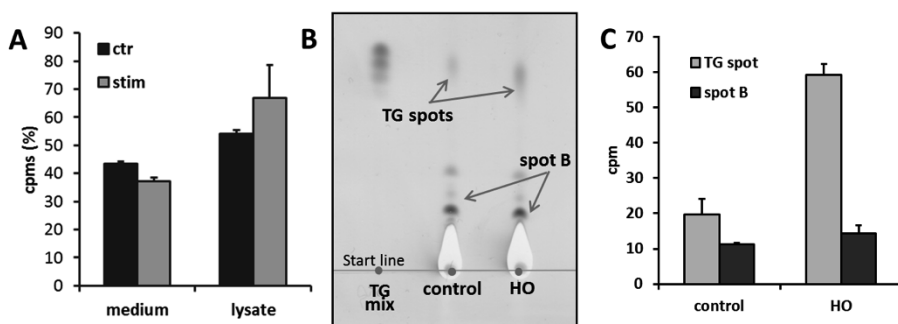 A
ctr
stim
cpms (%)
90
80
70
60
50
40
30
20
10
0
medium
lysate
B
TG spots
spot B
Start line
TG
mix
control
HO
C
TG spot
spot B
cpm
70
60
50
40
30
20
10
0
control
HO